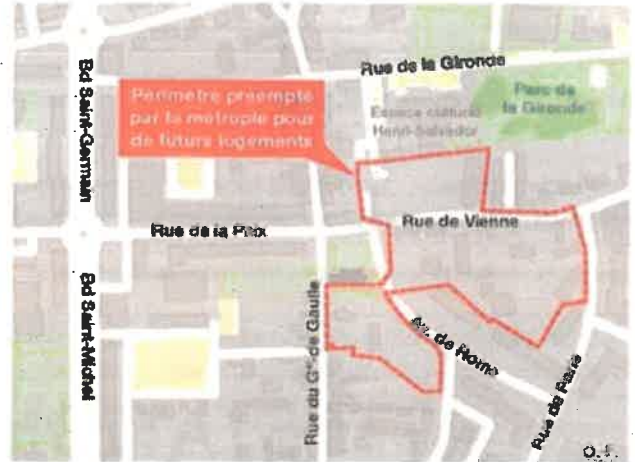 Rue de la Gironde
Bd Saint-Germain
Périmètre préempté
par la métrople pour
de futurs logements
Parc de
la Gironde
Espace culturel
Henri-Salvador
Rue de la Paix
Rue de Vienne
Bd Saint-Michel
Rue du Gal-de Gaulle
Av. de Rome
Rue de Paris
O.-F.